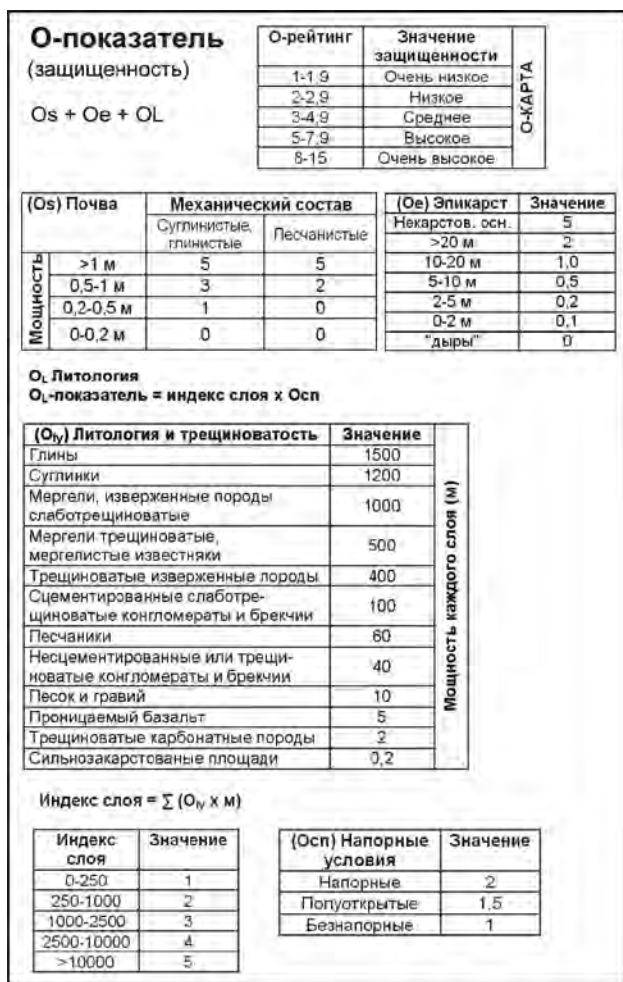 О-показатель
(защищенность)
Os + Oe + OL
О-рейтинг Значение защищенности
1-1,9 Очень низкое
2-2,9 Низкое
3-4,9 Среднее
5-7,9 Высокое
8-15 Очень высокое
О-КАРТА
(Os) Почва Механический состав
Суглинистые, глинистые Песчанистые
Мощность
>1 м 5 5
0,5-1 м 3 2
0,2-0,5 м 1 0
0-0,2 м 0 0
(Oe) Эпикарст Значение
Некарстов. осн. 5
>20 м 2
10-20 м 1,0
5-10 м 0,5
2-5 м 0,2
0-2 м 0,1
"дыры" 0
OL Литология
OL-показатель = индекс слоя x Oсп
(Oly) Литология и трещиноватость Значение
Глины 1500
Суглинки 1200
Мергели, изверженные породы
слаботрещиноватые 1000
Мергели трещиноватые,
мергелистые известняки 500
Трещиноватые изверженные породы 400
Сцементированные слаботре-
щиноватые конгломераты и брекчии 100
Песчаники 60
Несцементированные или трещи-
новатые конгломераты и брекчии 40
Песок и гравий 10
Проницаемый базальт 5
Трещиноватые карбонатные породы 2
Сильнозакарстованые площади 0,2
Мощность каждого слоя (м)
Индекс слоя = ∑ (Oly x м)
Индекс слоя Значение
0-250 1
250-1000 2
1000-2500 3
2500-10000 4
>10000 5
(Осп) Напорные условия Значение
Напорные 2
Полуоткрытые 1,5
Безнапорные 1